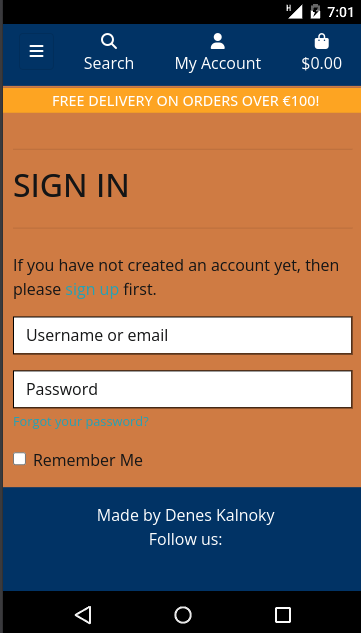 H 7:01
Search My Account $0.00
FREE DELIVERY ON ORDERS OVER €100!
SIGN IN
If you have not created an account yet, then
please sign up first.
Username or email
Password
Forgot your password?
Remember Me
Made by Denes Kalnoky
Follow us: